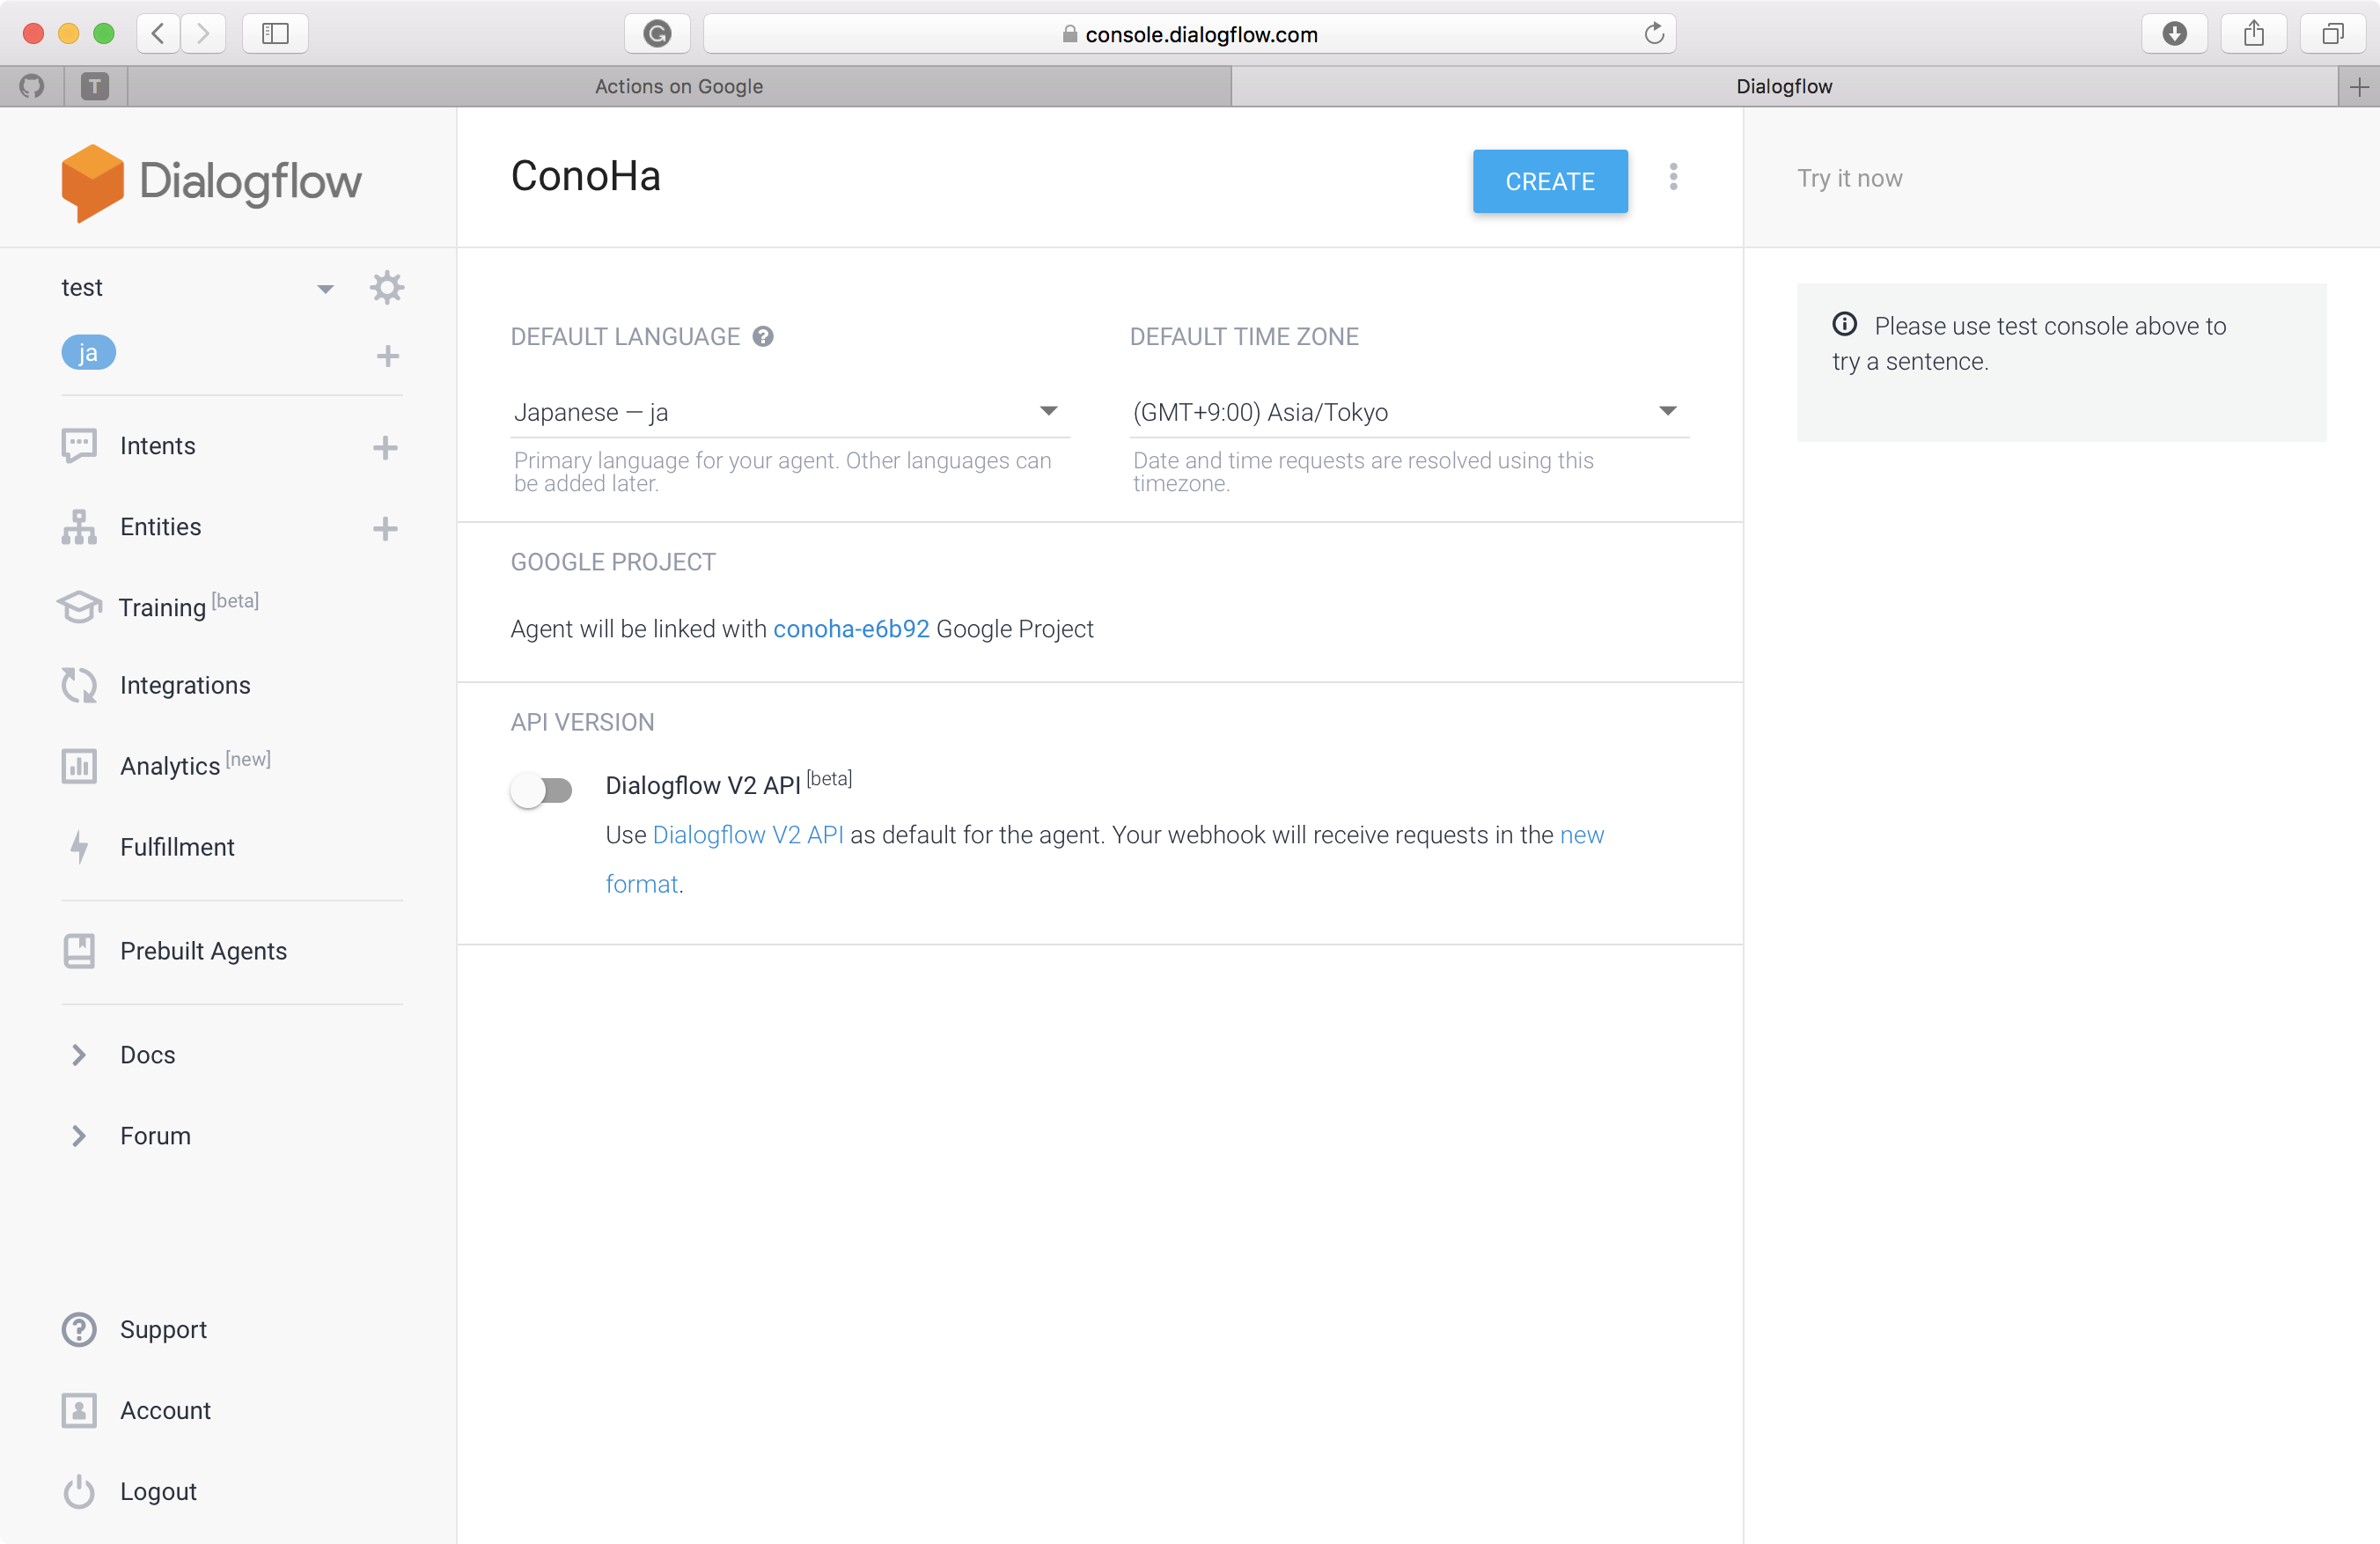 console.dialogflow.com
T
Actions on Google
Dialogflow
Dialogflow
test
ja
Intents
Entities
Training [beta]
Integrations
Analytics [new]
Fulfillment
Prebuilt Agents
Docs
Forum
Support
Account
Logout
ConoHa
CREATE
DEFAULT LANGUAGE
DEFAULT TIME ZONE
Japanese — ja
(GMT+9:00) Asia/Tokyo
Primary language for your agent. Other languages can
be added later.
Date and time requests are resolved using this
timezone.
GOOGLE PROJECT
Agent will be linked with conoha-e6b92 Google Project
API VERSION
Dialogflow V2 API [beta]
Use Dialogflow V2 API as default for the agent. Your webhook will receive requests in the new
format.
Try it now
Please use test console above to
try a sentence.